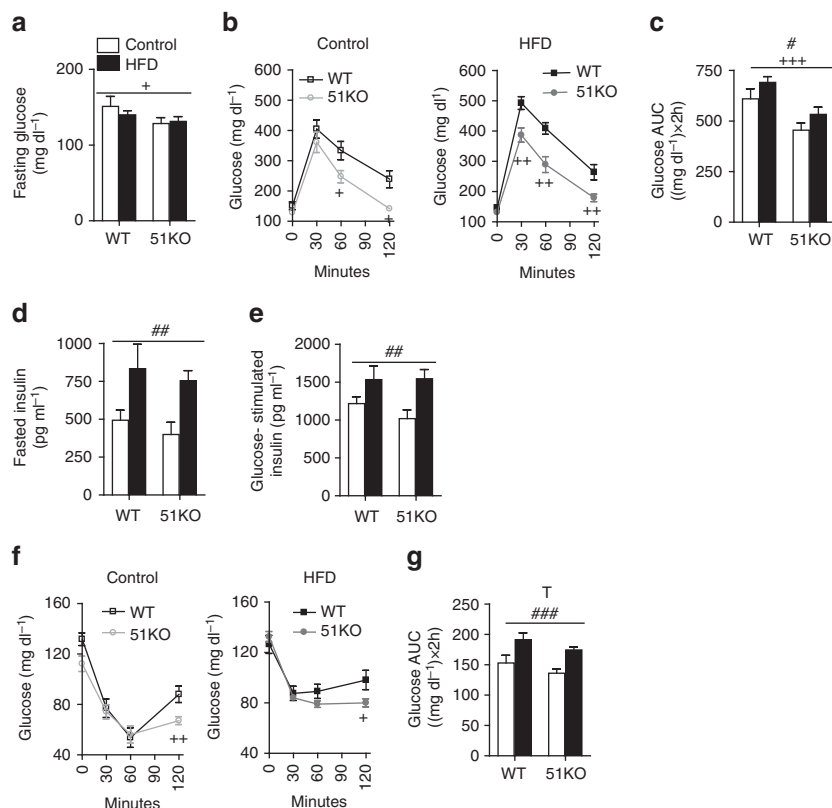 a
Control
HFD
+
200
100
0
Fasting glucose
(mg dl⁻¹)
WT 51KO
b
Control
WT
51KO
600
500
400
300
200
100
Glucose (mg dl⁻¹)
+
+
0
30
60
90
120
Minutes
HFD
WT
51KO
600
500
400
300
200
100
Glucose (mg dl¹)
++
++
++
0
30
60
90
120
Minutes
c
#
+++
750
500
250
0
Glucose AUC
((mg dl⁻¹)×2h)
WT 51KO
d
##
1000
750
500
250
0
Fasted insulin
(pg ml⁻¹)
WT 51KO
e
##
2000
1500
1000
500
0
Glucose- stimulated
insulin (pg ml⁻¹)
WT 51KO
f
Control
WT
51KO
160
120
80
40
Glucose (mg dl⁻¹)
++
0
30
60
90
120
Minutes
HFD
WT
51KO
160
120
80
40
Glucose (mg dl⁻¹)
+
0
30
60
90
120
Minutes
g
T
###
250
200
150
100
50
0
Glucose AUC
((mg dl⁻¹)×2h)
WT 51KO